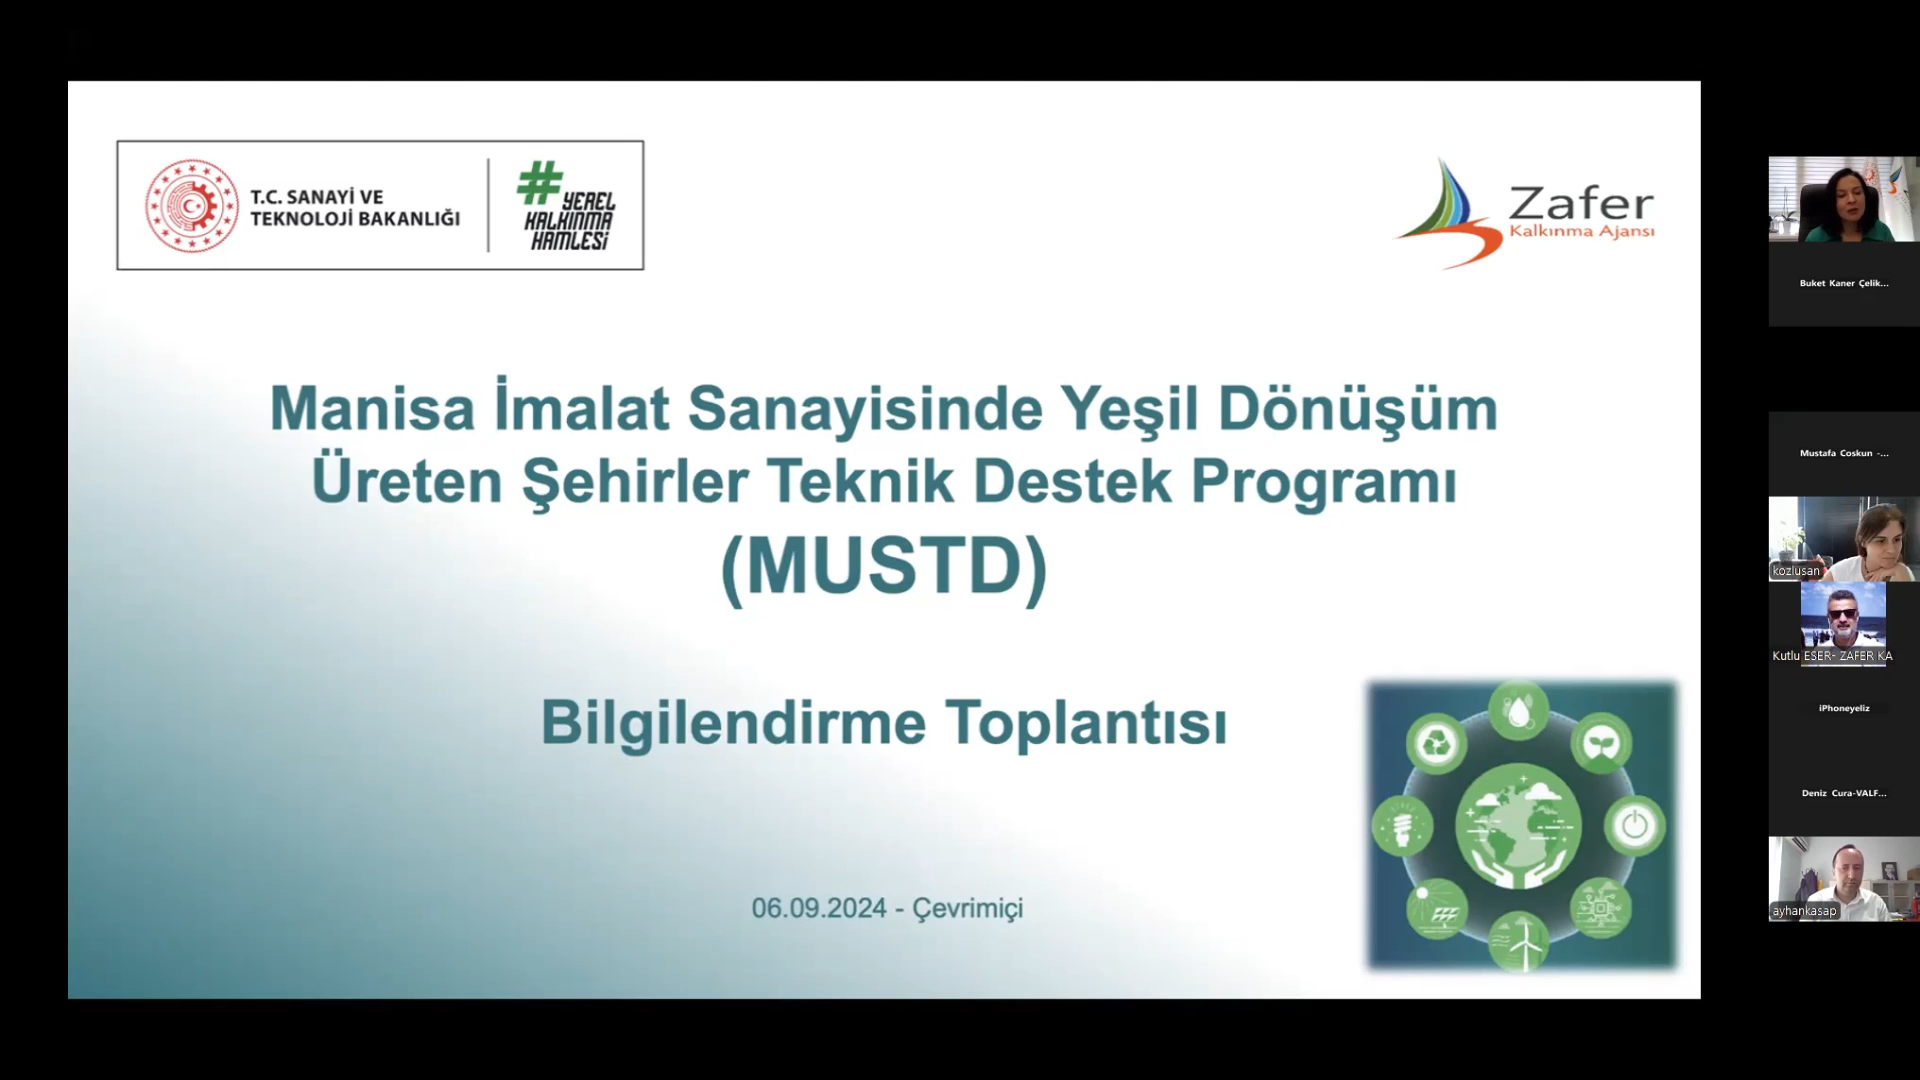 T.C. SANAYİ VE
TEKNOLOJİ BAKANLIĞI
#YEREL
KALKINMA
HAMLESİ
Zafer
Kalkınma Ajansı
Manisa İmalat Sanayisinde Yeşil Dönüşüm
Üreten Şehirler Teknik Destek Programı
(MUSTD)
Bilgilendirme Toplantısı
06.09.2024 - Çevrimiçi
Buket Kaner Çelik...
Mustafa Coskun -...
kozlusan
Kutlu ESER- ZAFER KA
iPhoneyeliz
Deniz Cura-VALF...
ayhankasap